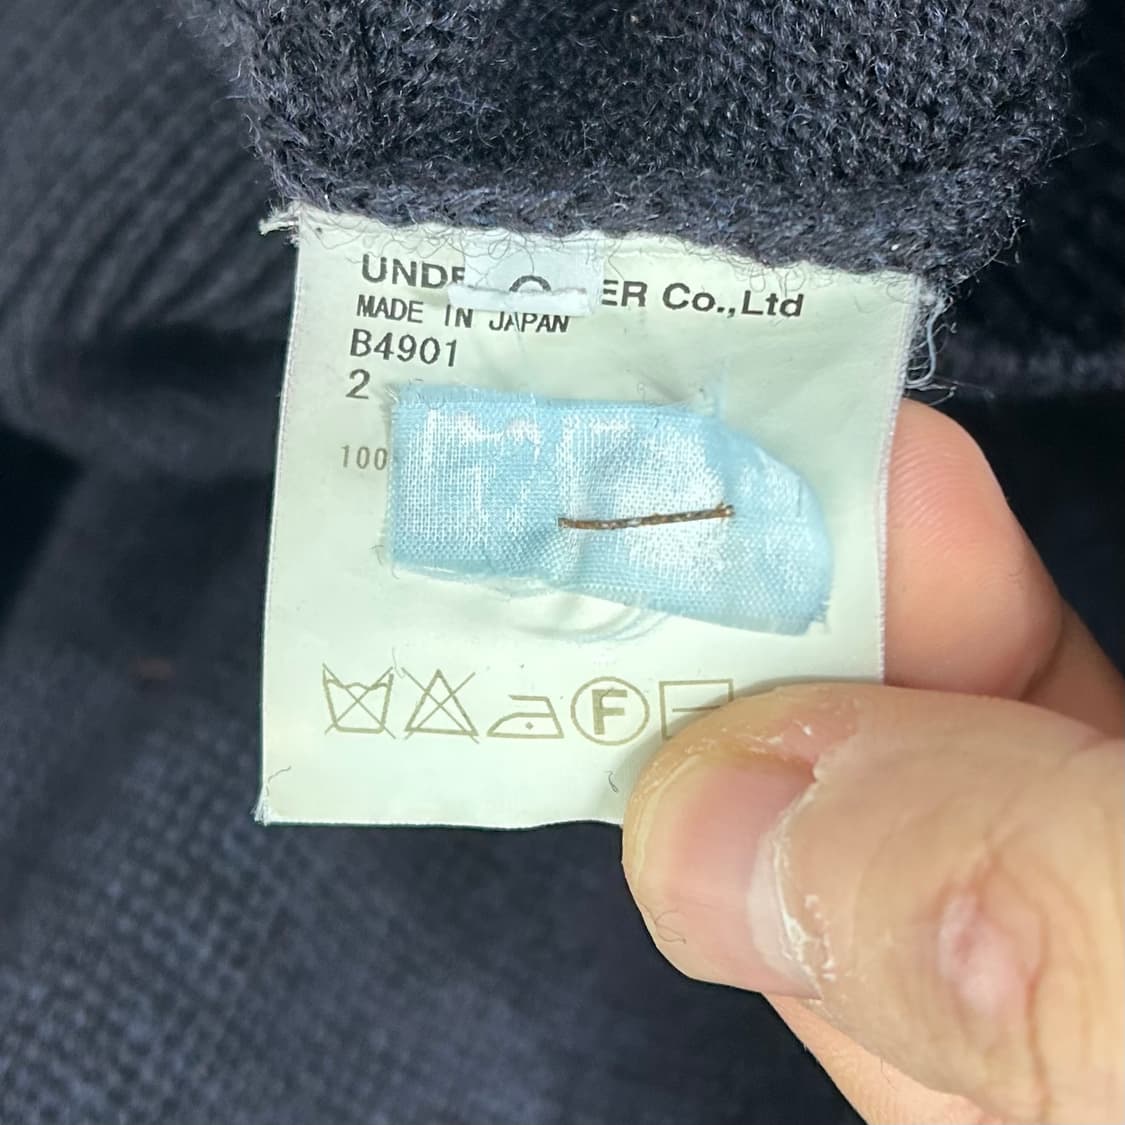 UNDE ER Co.,Ltd
MADE IN JAPAN
B4901
2
100
F